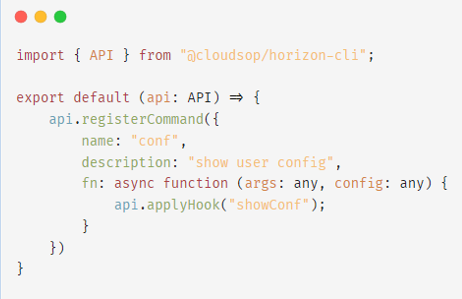 import { API } from "@cloudsop/horizon-cli";
export default (api: API) => {
api.registerCommand({
name: "conf",
description: "show user config",
fn: async function (args: any, config: any) {
api.applyHook("showConf");
}
})
}